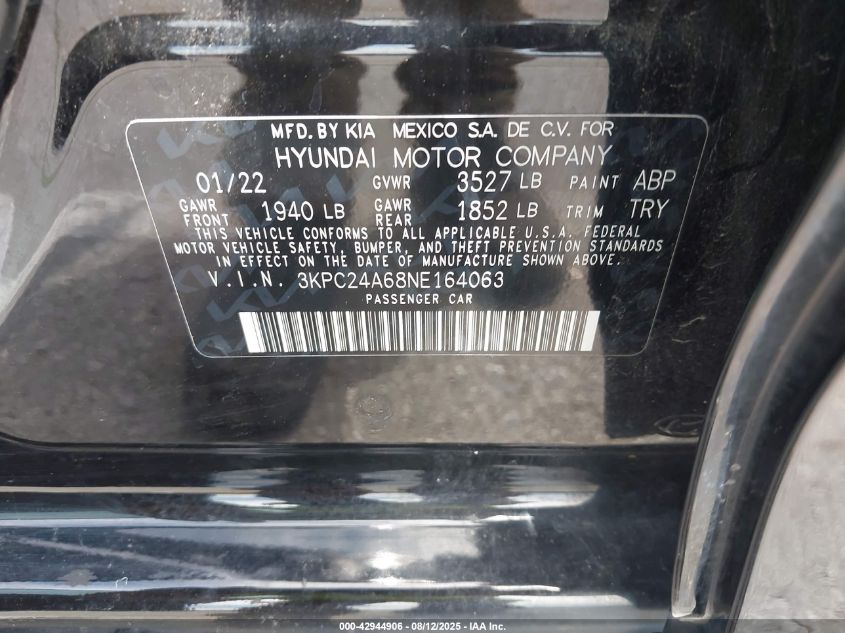 MFD. BY KIA MEXICO S.A. DE C.V. FOR
HYUNDAI MOTOR COMPANY
01/22 GVWR 3527 LB PAINT ABP
GAWR FRONT 1940 LB GAWR REAR 1852 LB TRIM TRY
THIS VEHICLE CONFORMS TO ALL APPLICABLE U.S.A. FEDERAL
MOTOR VEHICLE SAFETY, BUMPER, AND THEFT PREVENTION STANDARDS
IN EFFECT ON THE DATE OF MANUFACTURE SHOWN ABOVE.
V.I.N. 3KPC24A68NE164063
PASSENGER CAR
000-42944906 - 08/12/2025 - IAA Inc.